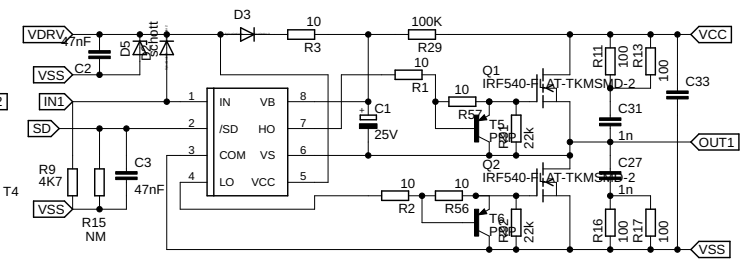 D3
VDRV
47nF
D5
schott
10
R3
100K
R29
VCC
VSS
C2
10
R1
Q1
IRF540-FLAT-TKMSMD-2
R11
100
R13
100
C33
IN1
1
IN
VB
8
+
C1
25V
10
R57
T5
PNP
22k
C31
1n
SD
2
/SD
HO
7
3
COM
VS
6
OUT1
R9
4K7
C3
47nF
4
LO
VCC
5
Q2
IRF540-FLAT-TKMSMD-2
C27
1n
T4
10
R2
10
R56
T6
PNP
22k
R16
100
R17
100
VSS
R15
NM
VSS